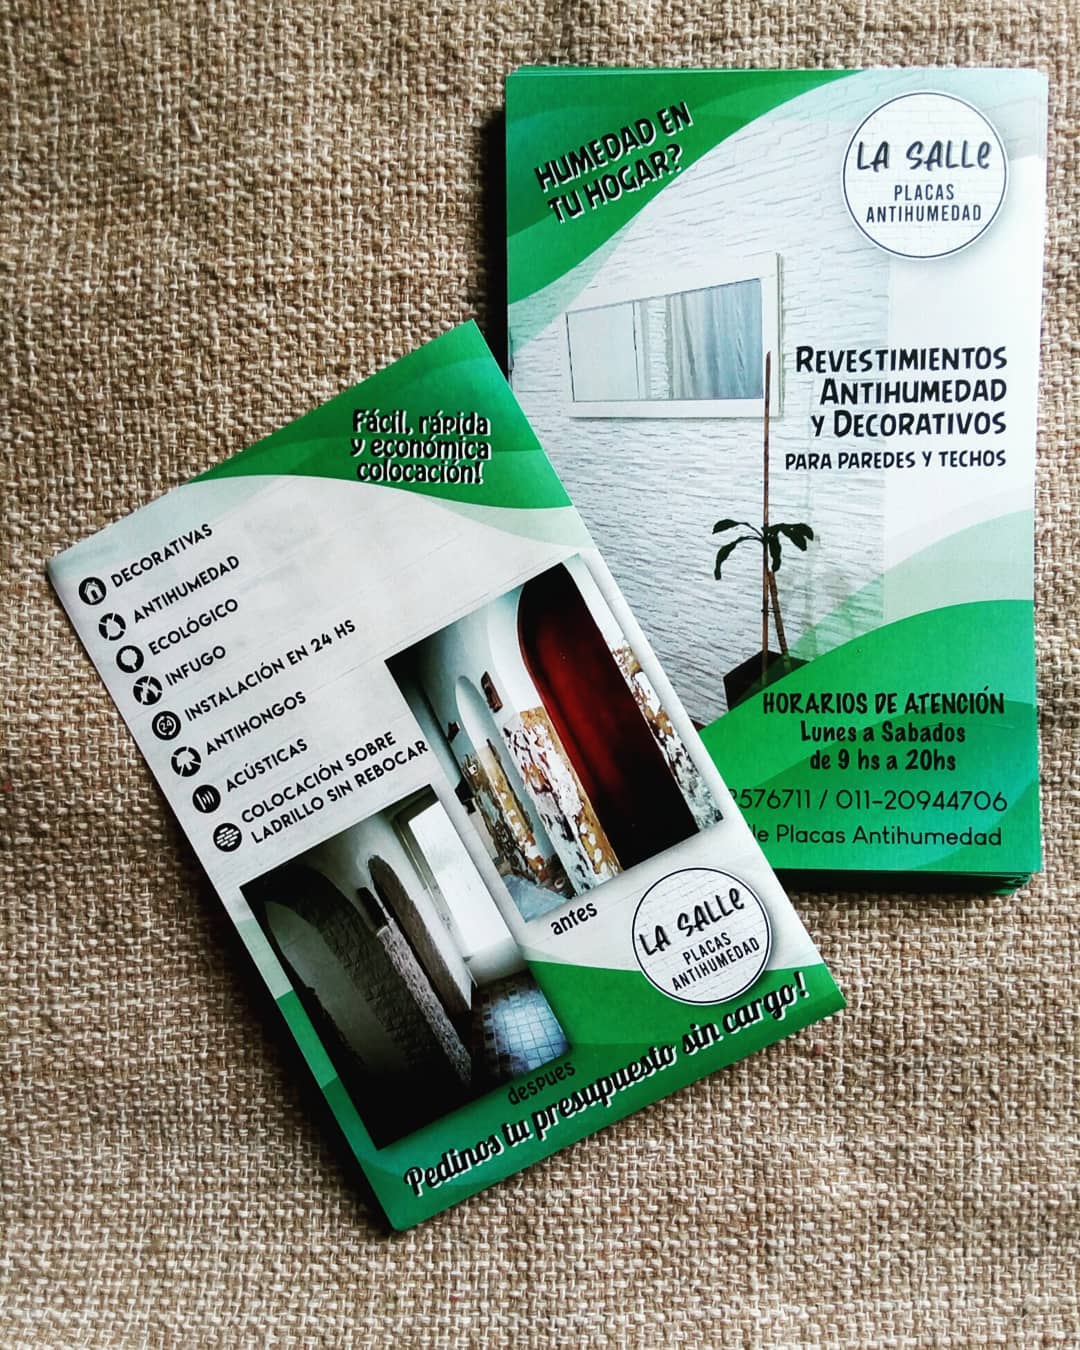 HUMEDAD EN
TU HOGAR?
LA SALLE
PLACAS
ANTIHUMEDAD
REVESTIMIENTOS
ANTIHUMEDAD
Y DECORATIVOS
PARA PAREDES Y TECHOS
HORARIOS DE ATENCIÓN
Lunes a Sabados
de 9 hs a 20hs
576711 / 011-20944706
Placas Antihumedad
Fácil, rápida
y económica
colocación!
DECORATIVAS
ANTIHUMEDAD
ECOLÓGICO
INFUGO
24
INSTALACIÓN EN 24 HS
ANTIHONGOS
ACÚSTICAS
COLOCACIÓN SOBRE
LADRILLO SIN REBOCAR
antes
LA SALLE
PLACAS
ANTIHUMEDAD
despues
Pedinos tu presupuesto sin cargo!